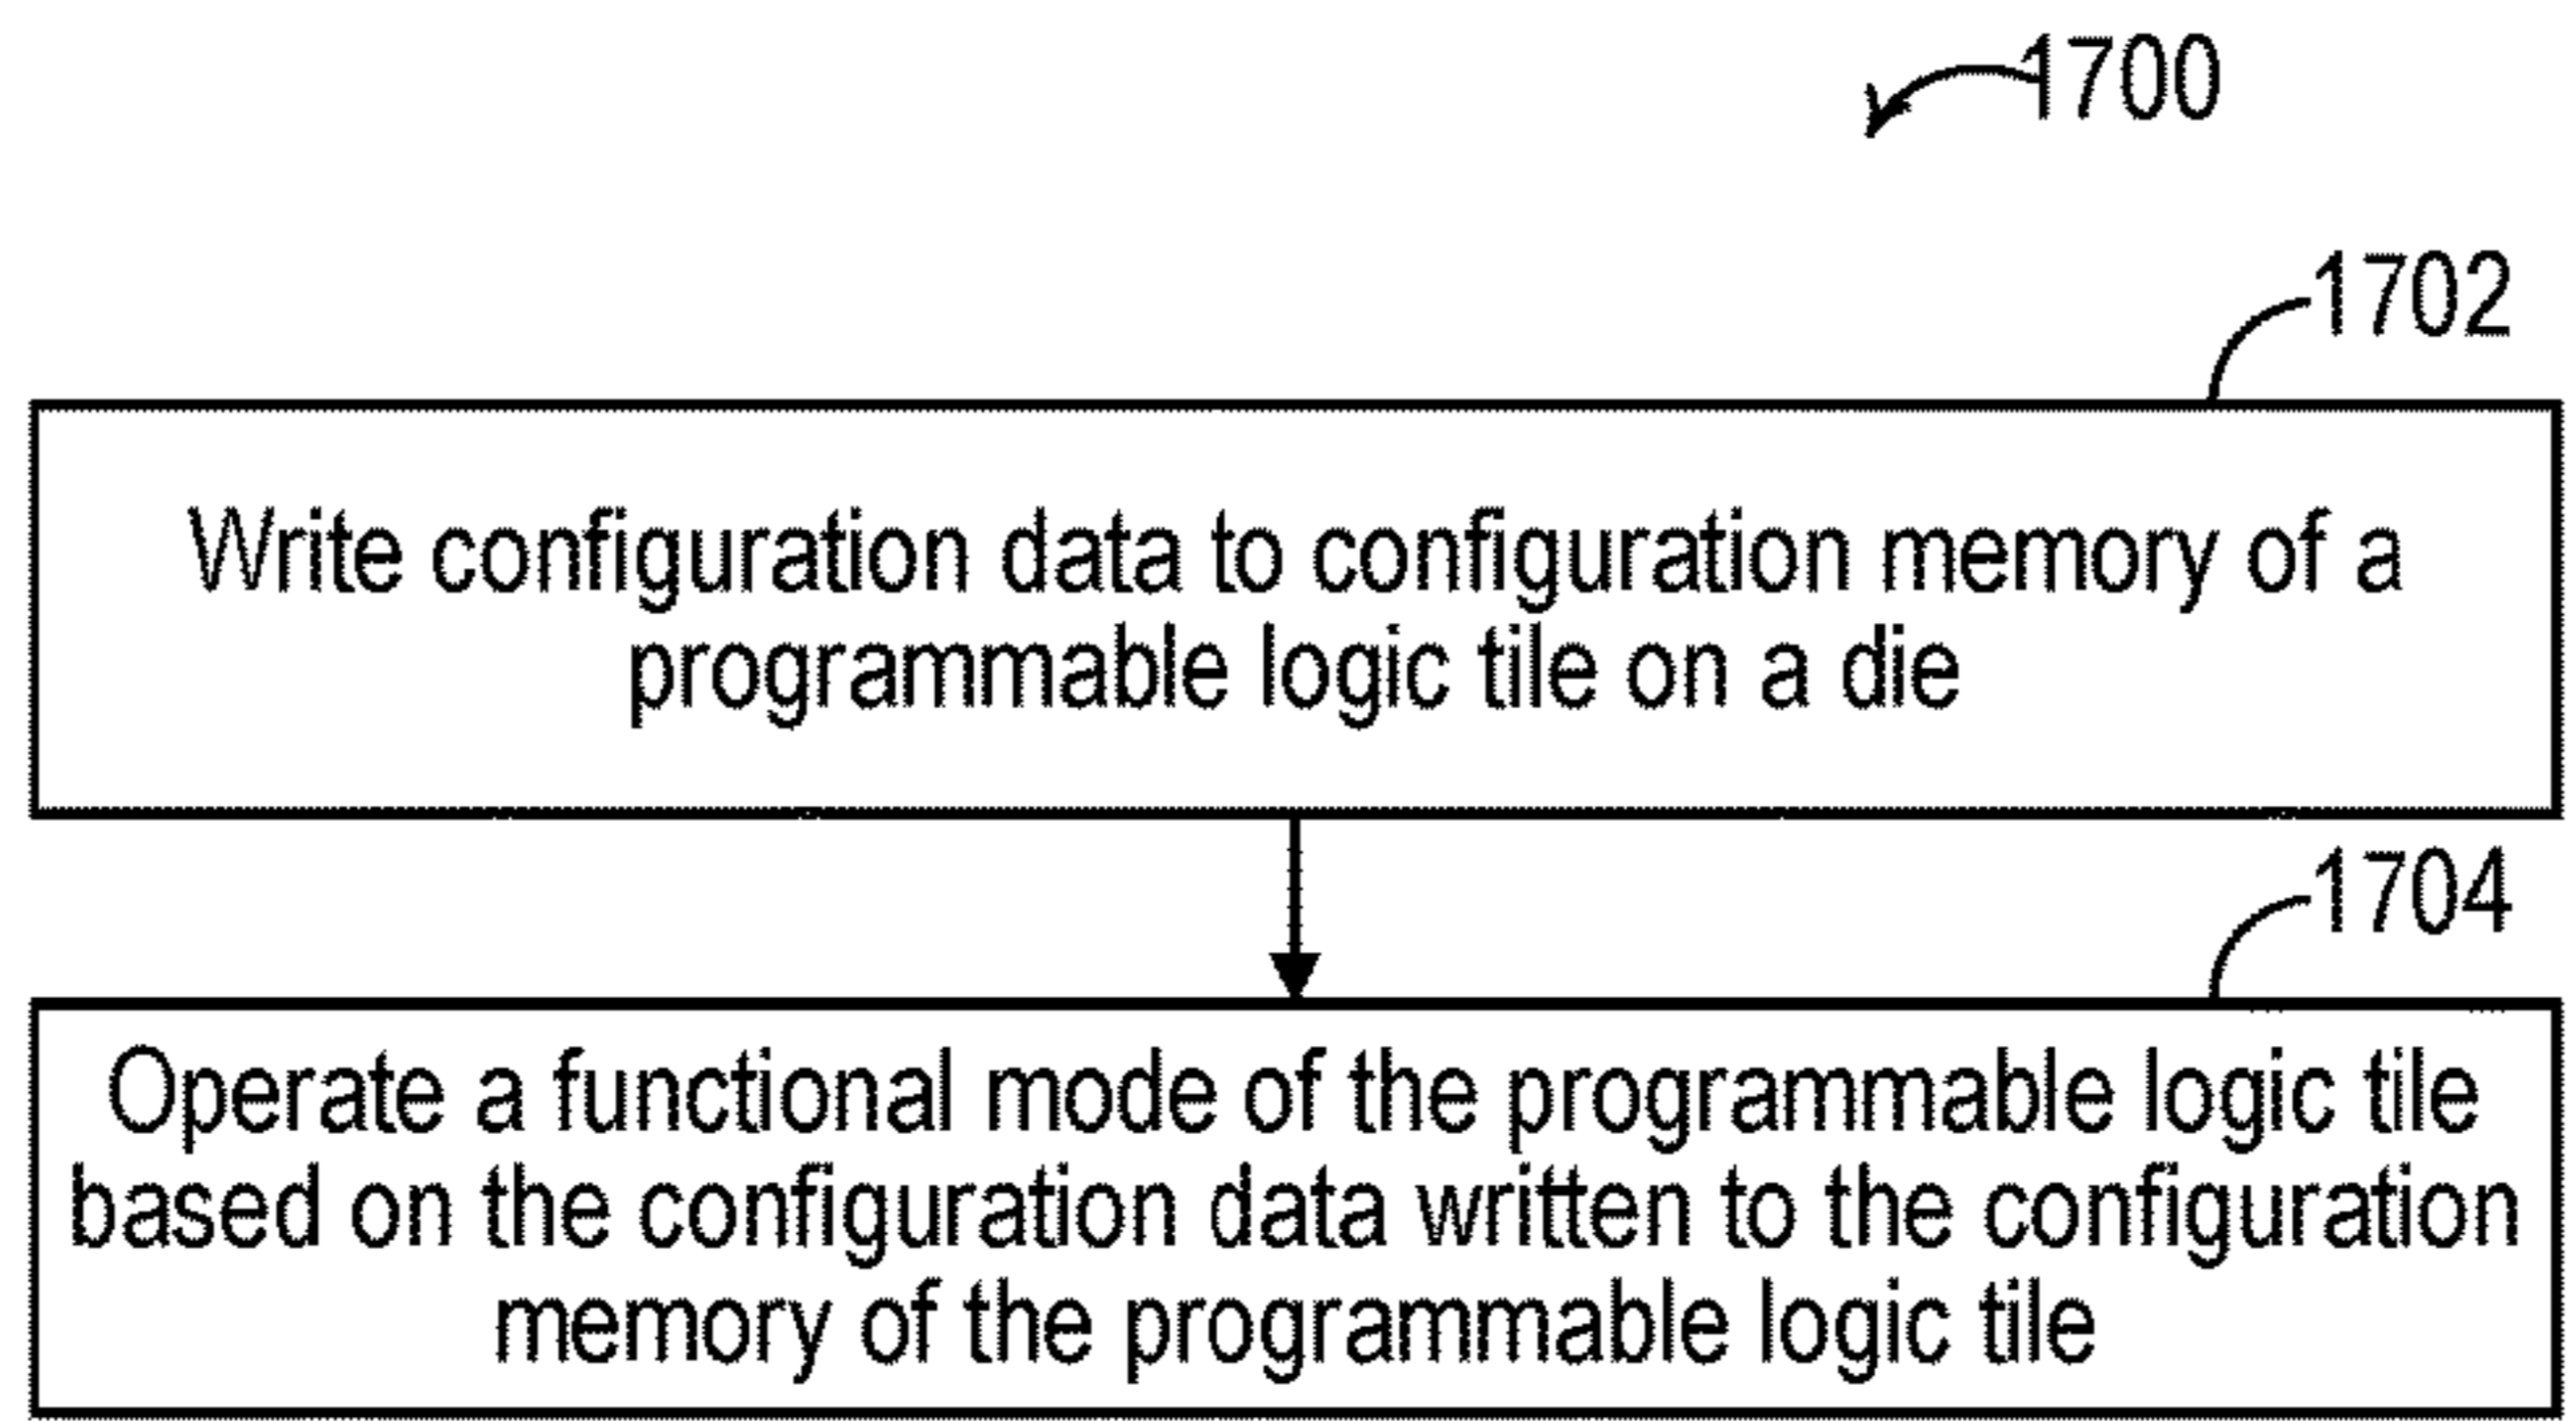 1700
1702
Write configuration data to configuration memory of a
programmable logic tile on a die
1704
Operate a functional mode of the programmable logic tile
based on the configuration data written to the configuration
memory of the programmable logic tile